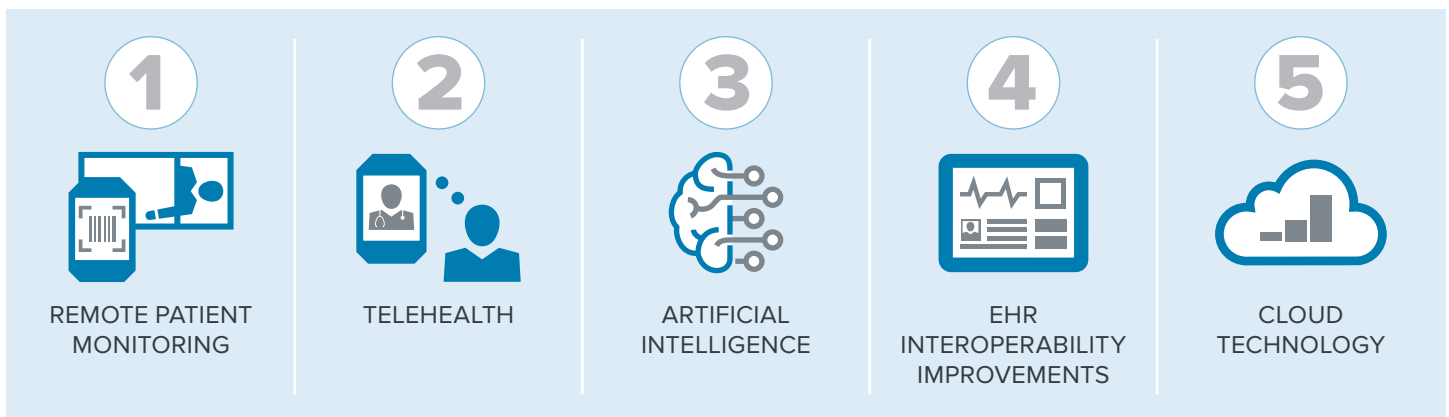 1
REMOTE PATIENT
MONITORING
2
TELEHEALTH
3
ARTIFICIAL
INTELLIGENCE
4
EHR
INTEROPERABILITY
IMPROVEMENTS
5
CLOUD
TECHNOLOGY